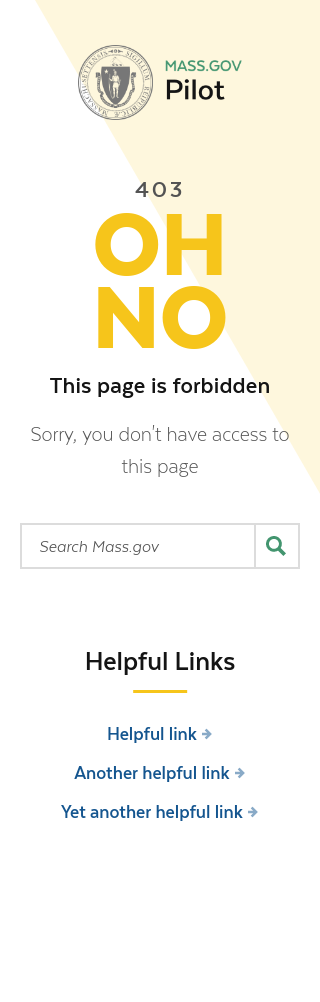 MASS.GOV
Pilot
403
OH
NO
This page is forbidden
Sorry, you don't have access to
this page
Search Mass.gov
Helpful Links
Helpful link
Another helpful link
Yet another helpful link